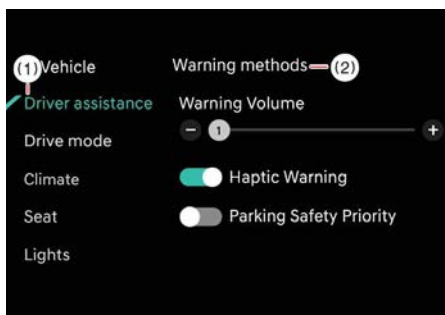 (1) Vehicle
Driver assistance
Drive mode
Climate
Seat
Lights
Warning methods (2)
Warning Volume
- 1 +
Haptic Warning
Parking Safety Priority